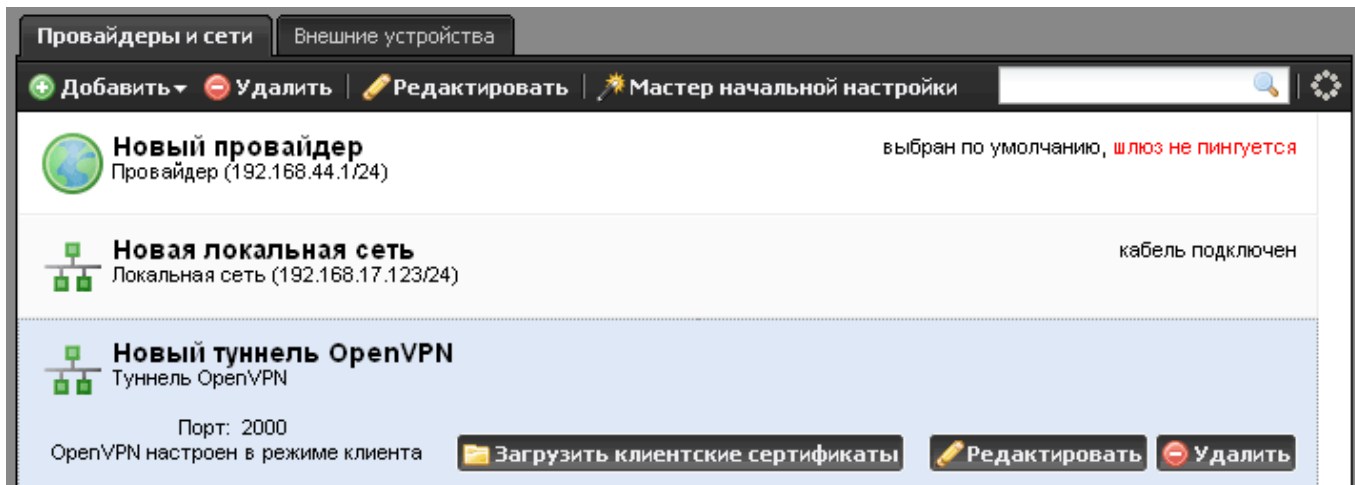 Провайдеры и сети Внешние устройства
Добавить Удалить Редактировать Мастер начальной настройки
Новый провайдер
Провайдер (192.168.44.1/24)
выбран по умолчанию, шлюз не пингуется
Новая локальная сеть
Локальная сеть (192.168.17.123/24)
кабель подключен
Новый туннель OpenVPN
Туннель OpenVPN
Порт: 2000
OpenVPN настроен в режиме клиента
Загрузить клиентские сертификаты Редактировать Удалить